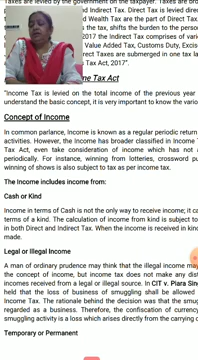 Taxes are levied by the government on the taxpayer. Taxes are bro
nd Indirect Tax. Direct Tax is levied direc
d Wealth Tax are the part of Direct Tax.
s the tax, shifts the burden to the person
2017 the Indirect Tax comprises of vario
Value Added Tax, Customs Duty, Excis
rect Taxes are submerged in one tax la
Tax Act, 2017".
me Tax Act
"Income Tax is levied on the total income of the previous year
understand the basic concept, it is very important to know the vario
Concept of Income
In common parlance, Income is known as a regular periodic return
activities. However, the Income has broader classified in Income
Tax Act, even take consideration of income which has not
periodically. For instance, winning from lotteries, crossword pu
winning of shows is also subject to tax as per income tax.
The Income includes income from:
Cash or Kind
Income in terms of Cash is not the only way to receive income; it ca
terms of a kind. The calculation of income from kind is subject to
in both Direct and Indirect Tax. When the income is received in kind
made.
Legal or Illegal Income
A man of ordinary prudence may think that the illegal income may
the concept of income, but income tax does not make any dis
incomes received from a legal or illegal source. In CIT v. Piara Sin
held that the loss of business of smuggling shall be allowed
Income Tax. The rationale behind the decision was that the smu
regarded as a business. Therefore, the confiscation of currency
smuggling activity is a loss which arises directly from the carrying o
Temporary or Permanent